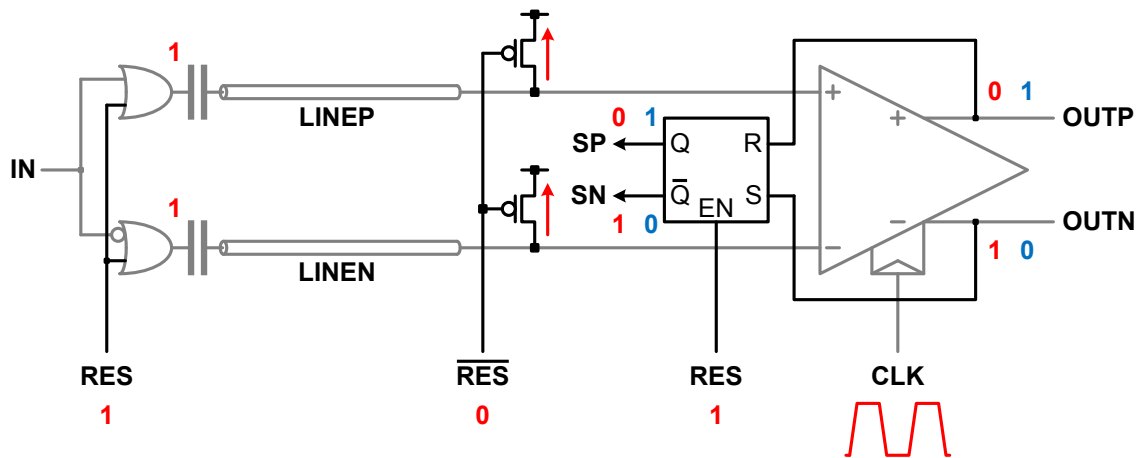 1
LINEP
IN
1
LINEN
RES
1
RES
0
0 1
SP
SN
1 0
Q R
Q S
EN
RES
1
+ +
− −
0 1
OUTP
OUTN
1 0
CLK